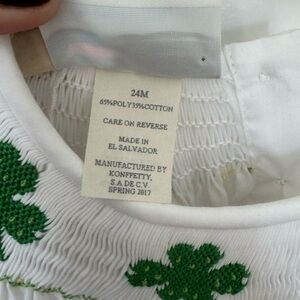 24M
65%POLY35%COTTON
CARE ON REVERSE
MADE IN
EL SALVADOR
MANUFACTURED BY
KONFFETTY,
S.A DE C.V.
SPRING 2017